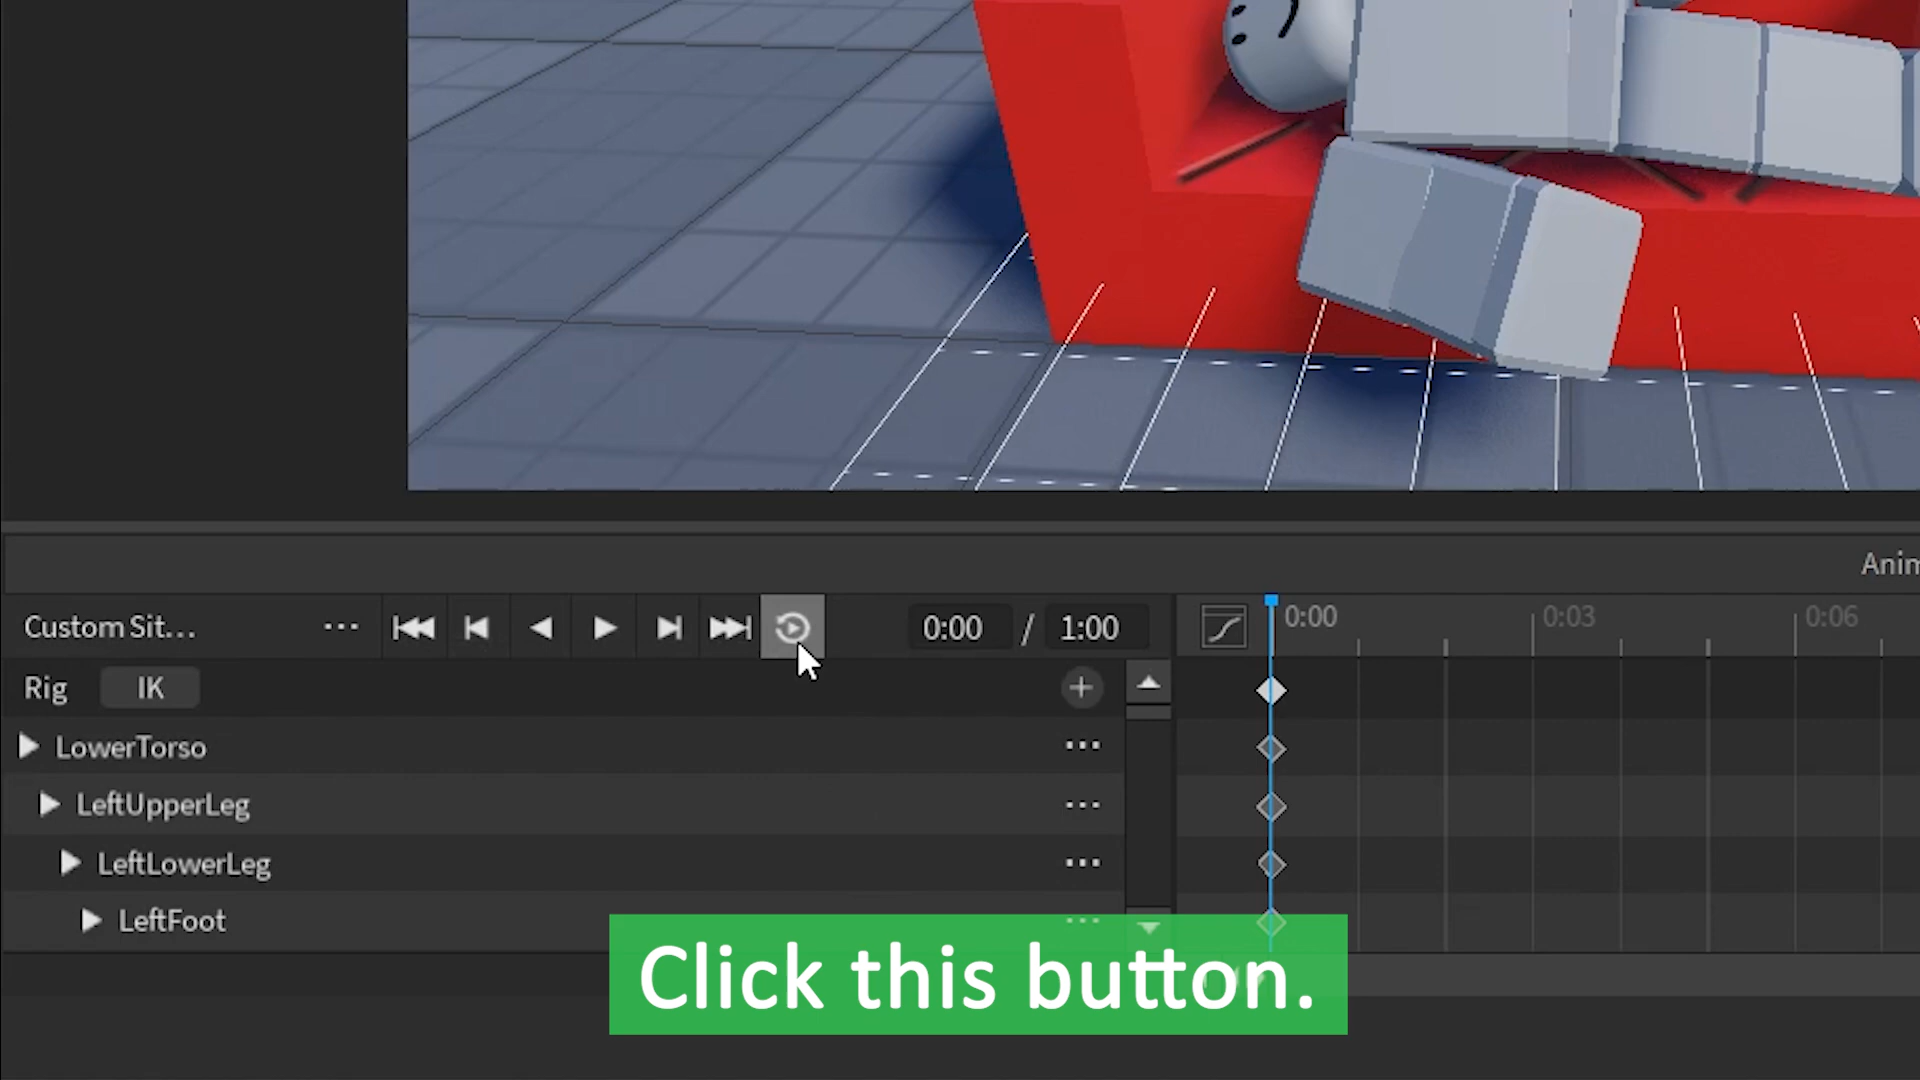 Anim
Custom Sit...
0:00 / 1:00
0:00
0:03
0:06
Rig
IK
LowerTorso
LeftUpperLeg
LeftLowerLeg
LeftFoot
Click this button.